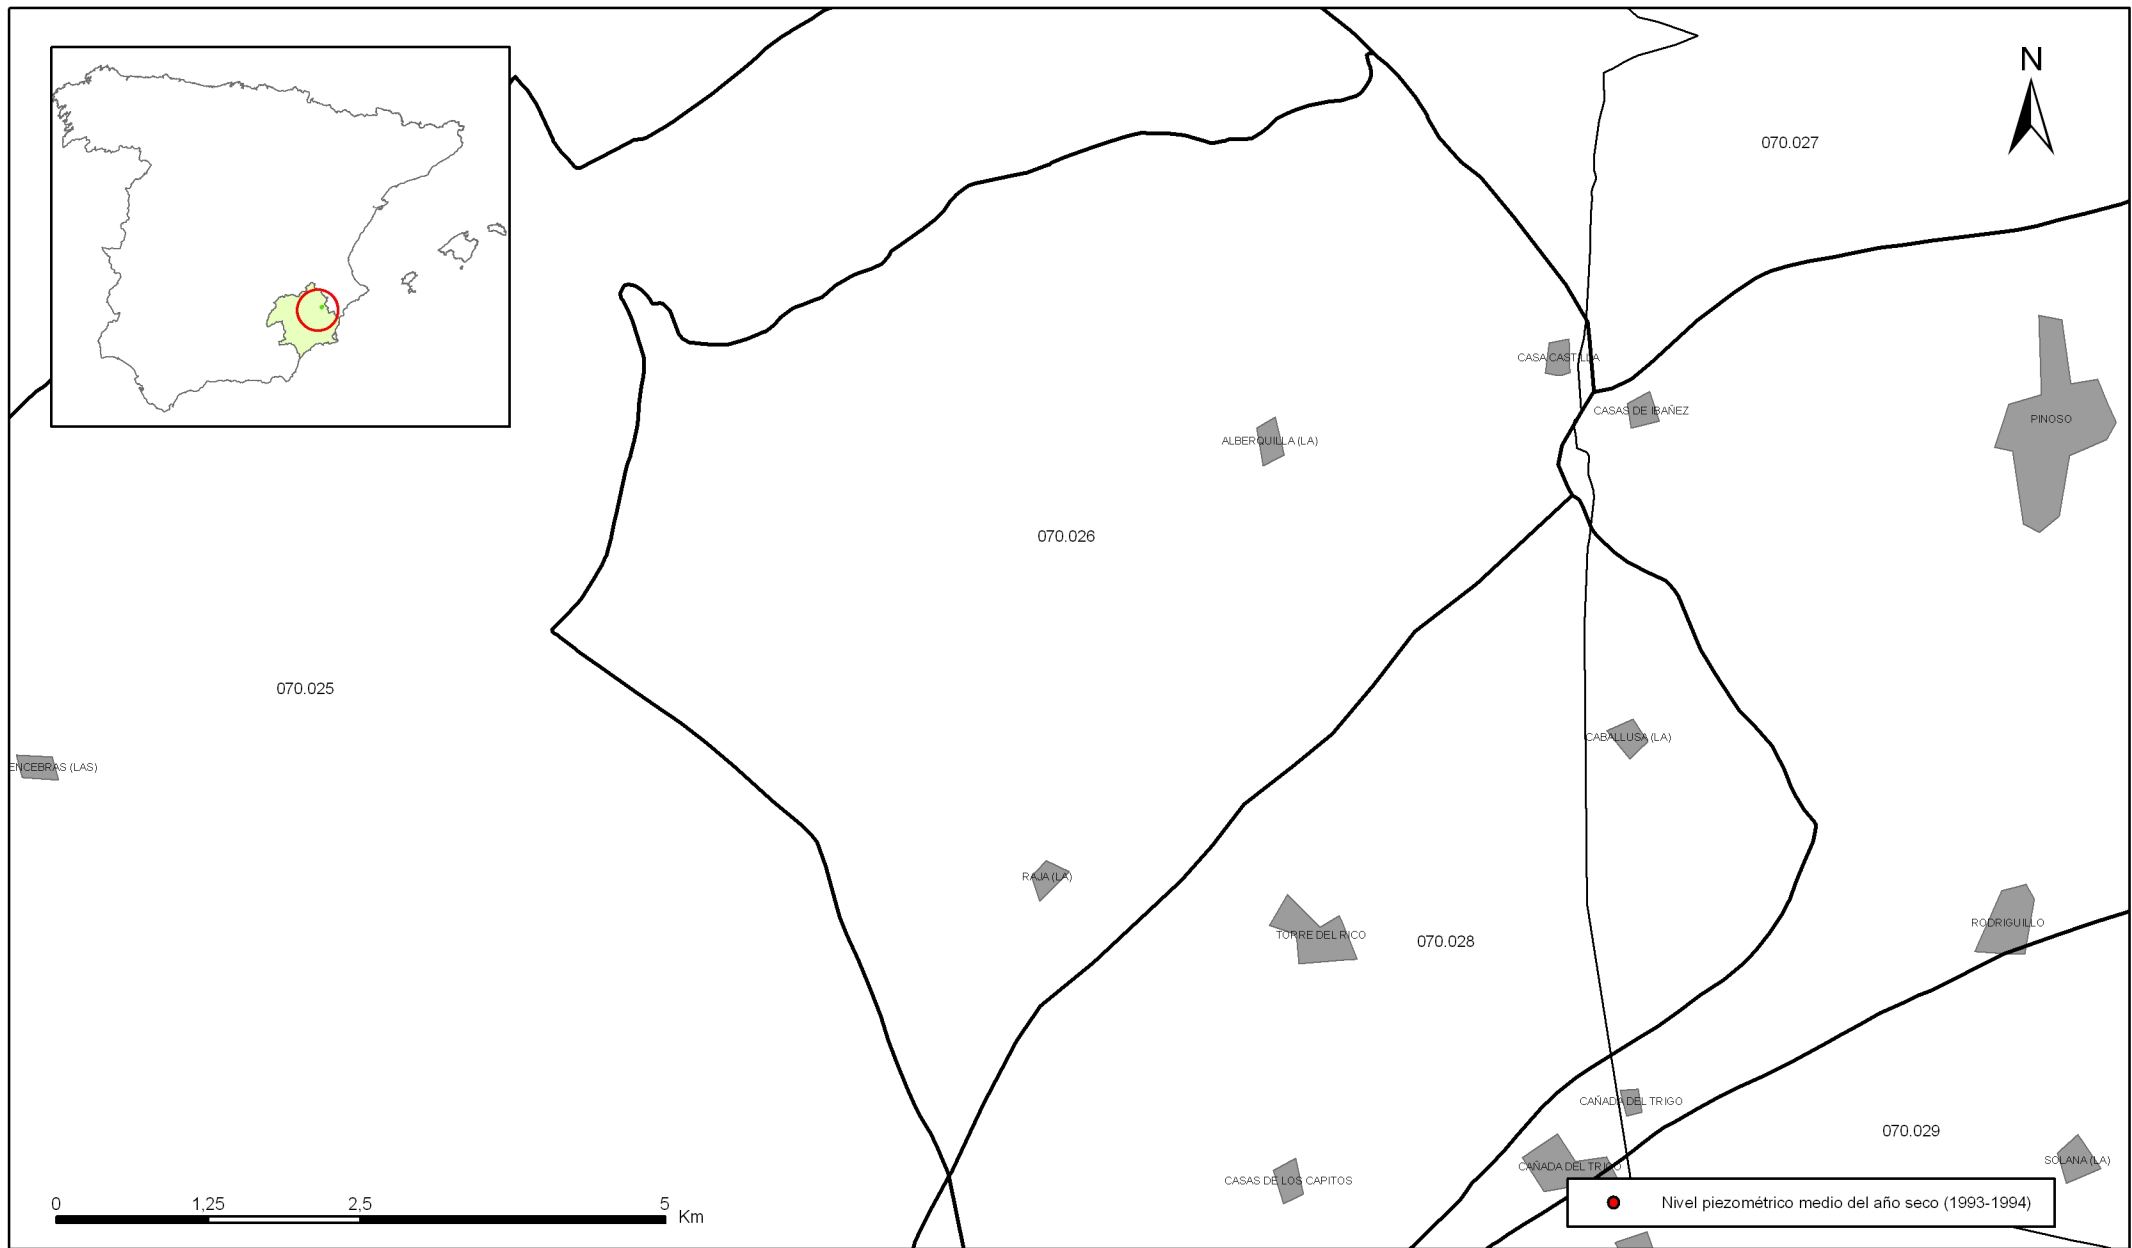 N
070.027
CASA CASTILLA
CASAS DE IBAÑEZ
PINOSO
ALBERQUILLA (LA)
070.026
070.025
CABALLUSA (LA)
ENCEBRAS (LAS)
RAJA (LA)
TORRE DEL RICO
070.028
RODRIGUILLO
CAÑADA DEL TRIGO
070.029
CAÑADA DEL TRIGO
SOLANA (LA)
CASAS DE LOS CAPITOS
0 1,25 2,5 5
Km
Nivel piezométrico medio del año seco (1993-1994)